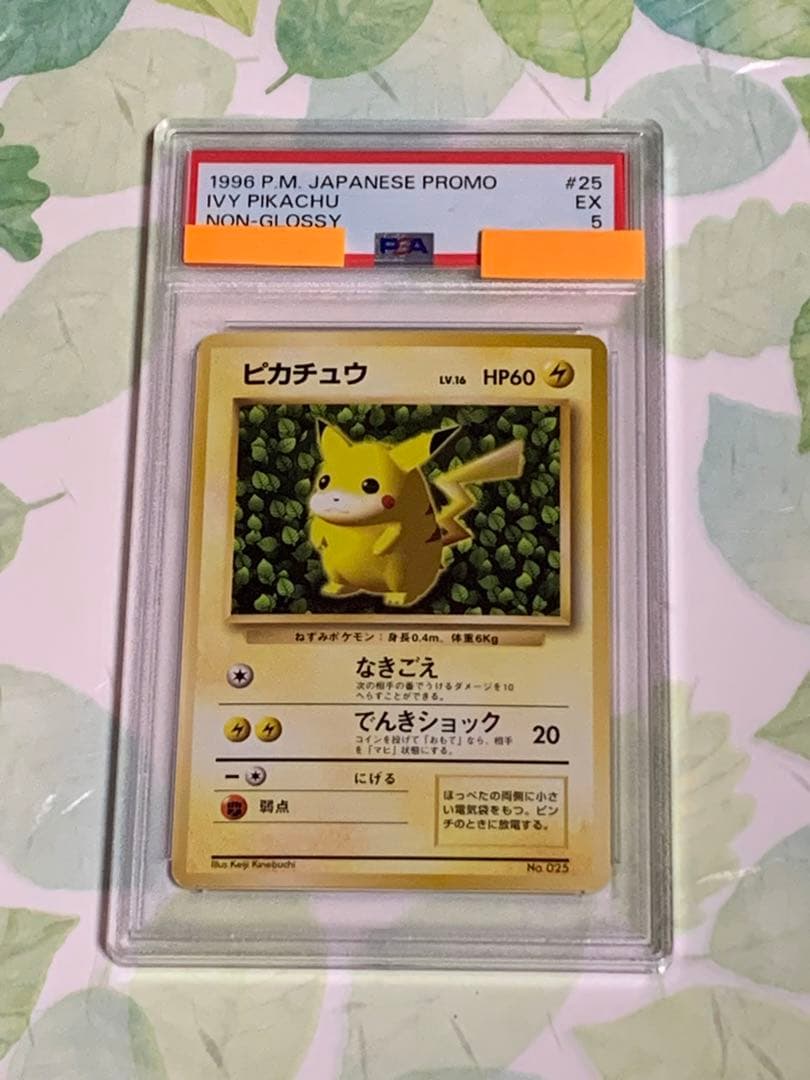 1996 P.M. JAPANESE PROMO #25
IVY PIKACHU EX
NON-GLOSSY 5
PSA
ピカチュウ LV.16 HP60
ねずみポケモン：身長0.4m、体重6Kg
なきごえ
次の相手の番でうけるダメージを10
へらすことができる。
でんきショック 20
コインを投げて「おもて」なら、相手
を「マヒ」状態にする。
にげる
弱点
ほっぺたの両側に小さ
い電気袋をもつ。ピン
チのときに放電する。
Illus. Keiji Kinebuchi No. 025